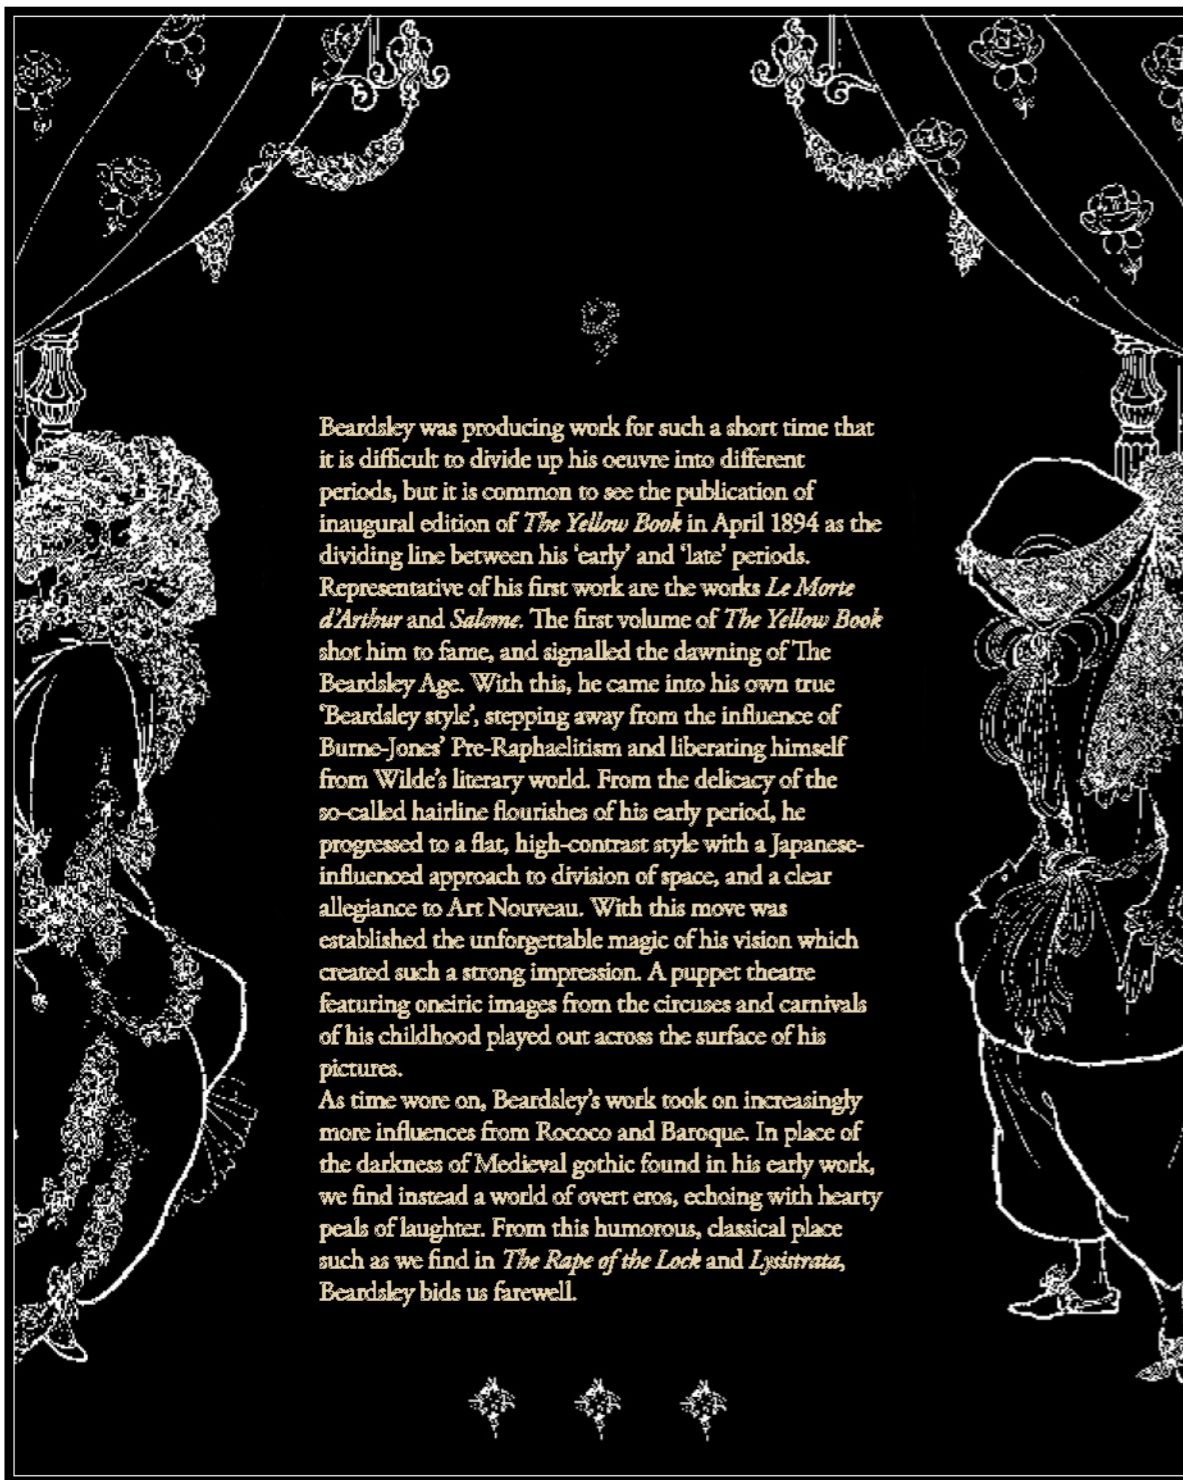 Beardsley was producing work for such a short time that
it is difficult to divide up his oeuvre into different
periods, but it is common to see the publication of
inaugural edition of The Yellow Book in April 1894 as the
dividing line between his ‘early’ and ‘late’ periods.
Representative of his first work are the works Le Morte
d’Arthur and Salome. The first volume of The Yellow Book
shot him to fame, and signalled the dawning of The
Beardsley Age. With this, he came into his own true
‘Beardsley style’, stepping away from the influence of
Burne-Jones’ Pre-Raphaelitism and liberating himself
from Wilde’s literary world. From the delicacy of the
so-called hairline flourishes of his early period, he
progressed to a flat, high-contrast style with a Japanese-
influenced approach to division of space, and a clear
allegiance to Art Nouveau. With this move was
established the unforgettable magic of his vision which
created such a strong impression. A puppet theatre
featuring oneiric images from the circuses and carnivals
of his childhood played out across the surface of his
pictures.
As time wore on, Beardsley’s work took on increasingly
more influences from Rococo and Baroque. In place of
the darkness of Medieval gothic found in his early work,
we find instead a world of overt eros, echoing with hearty
peals of laughter. From this humorous, classical place
such as we find in The Rape of the Lock and Lysistrata,
Beardsley bids us farewell.